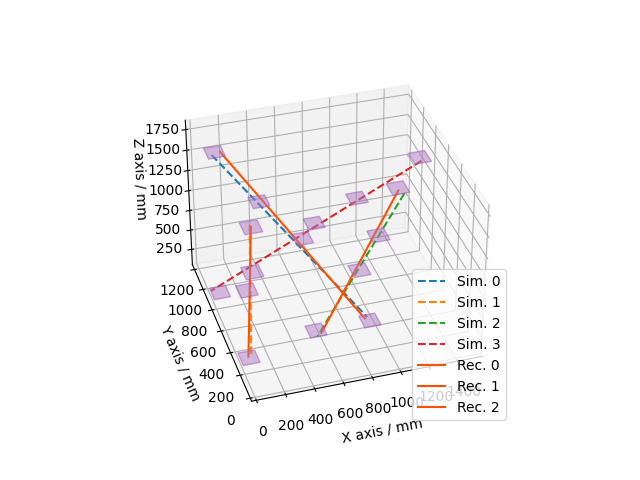 1750
1500
1250
1000
750
500
250
Z axis / mm
1200
1000
800
600
400
200
0
Y axis / mm
0
200
400
600
800
1000
1200
1400
X axis / mm
Sim. 0
Sim. 1
Sim. 2
Sim. 3
Rec. 0
Rec. 1
Rec. 2